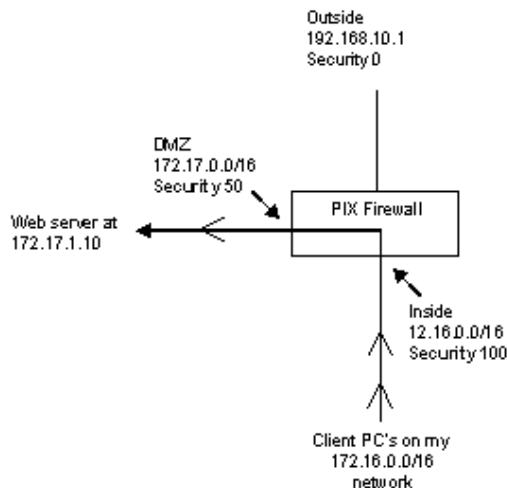 Outside
192.168.10.1
Security 0
DMZ
172.17.0.0/16
Security 50
PIX Firewall
Web server at
172.17.1.10
Inside
12.16.0.0/16
Security 100
Client PC's on my
172.16.0.0/16
network